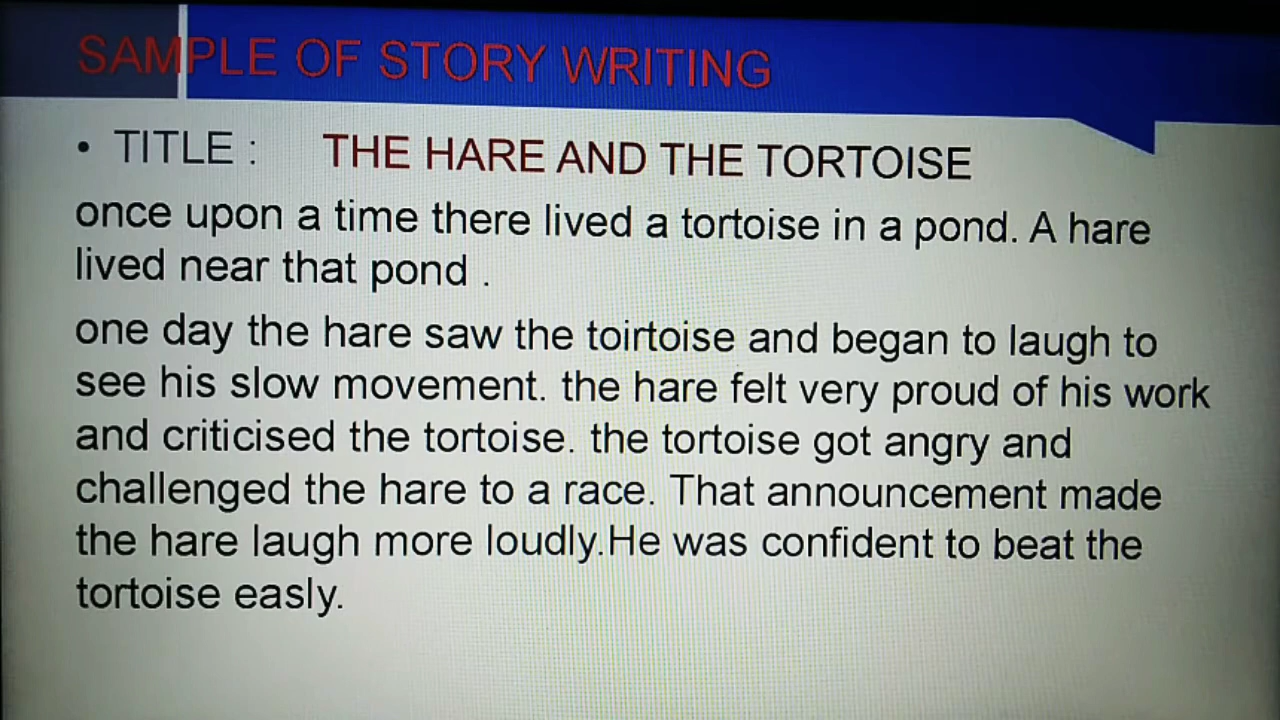 SAMPLE OF STORY WRITING
• TITLE : THE HARE AND THE TORTOISE
once upon a time there lived a tortoise in a pond. A hare
lived near that pond .
one day the hare saw the toirtoise and began to laugh to
see his slow movement. the hare felt very proud of his work
and criticised the tortoise. the tortoise got angry and
challenged the hare to a race. That announcement made
the hare laugh more loudly.He was confident to beat the
tortoise easly.